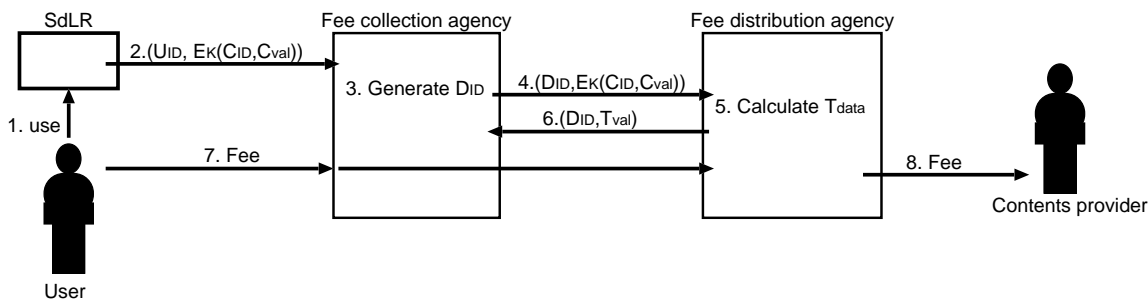 SdLR
Fee collection agency
Fee distribution agency
2.(UID, EK(CID,Cval))
3. Generate DID
4.(DID,EK(CID,Cval))
5. Calculate Tdata
1. use
6.(DID,Tval)
7. Fee
8. Fee
Contents provider
User